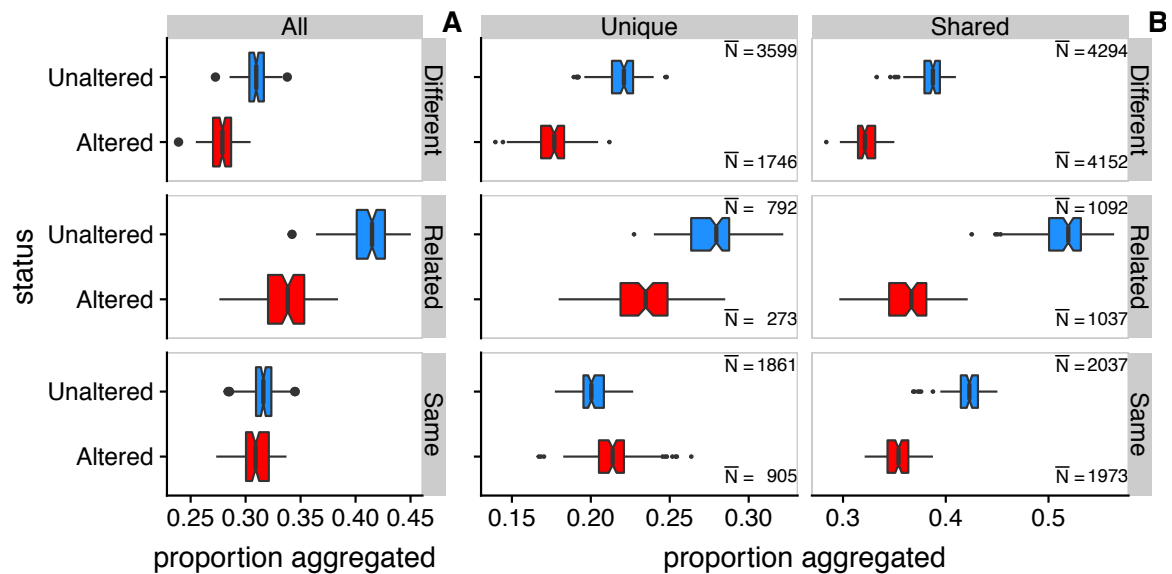 A
B
All
Unique
Shared
Unaltered
Altered
Different
N̅ = 3599
N̅ = 1746
N̅ = 4294
N̅ = 4152
Unaltered
Altered
Related
N̅ = 792
N̅ = 273
N̅ = 1092
N̅ = 1037
Related
Different
status
Unaltered
Altered
Same
N̅ = 1861
N̅ = 905
N̅ = 2037
N̅ = 1973
Same
0.25 0.30 0.35 0.40 0.45
0.15 0.20 0.25 0.30
0.3 0.4 0.5
proportion aggregated
proportion aggregated